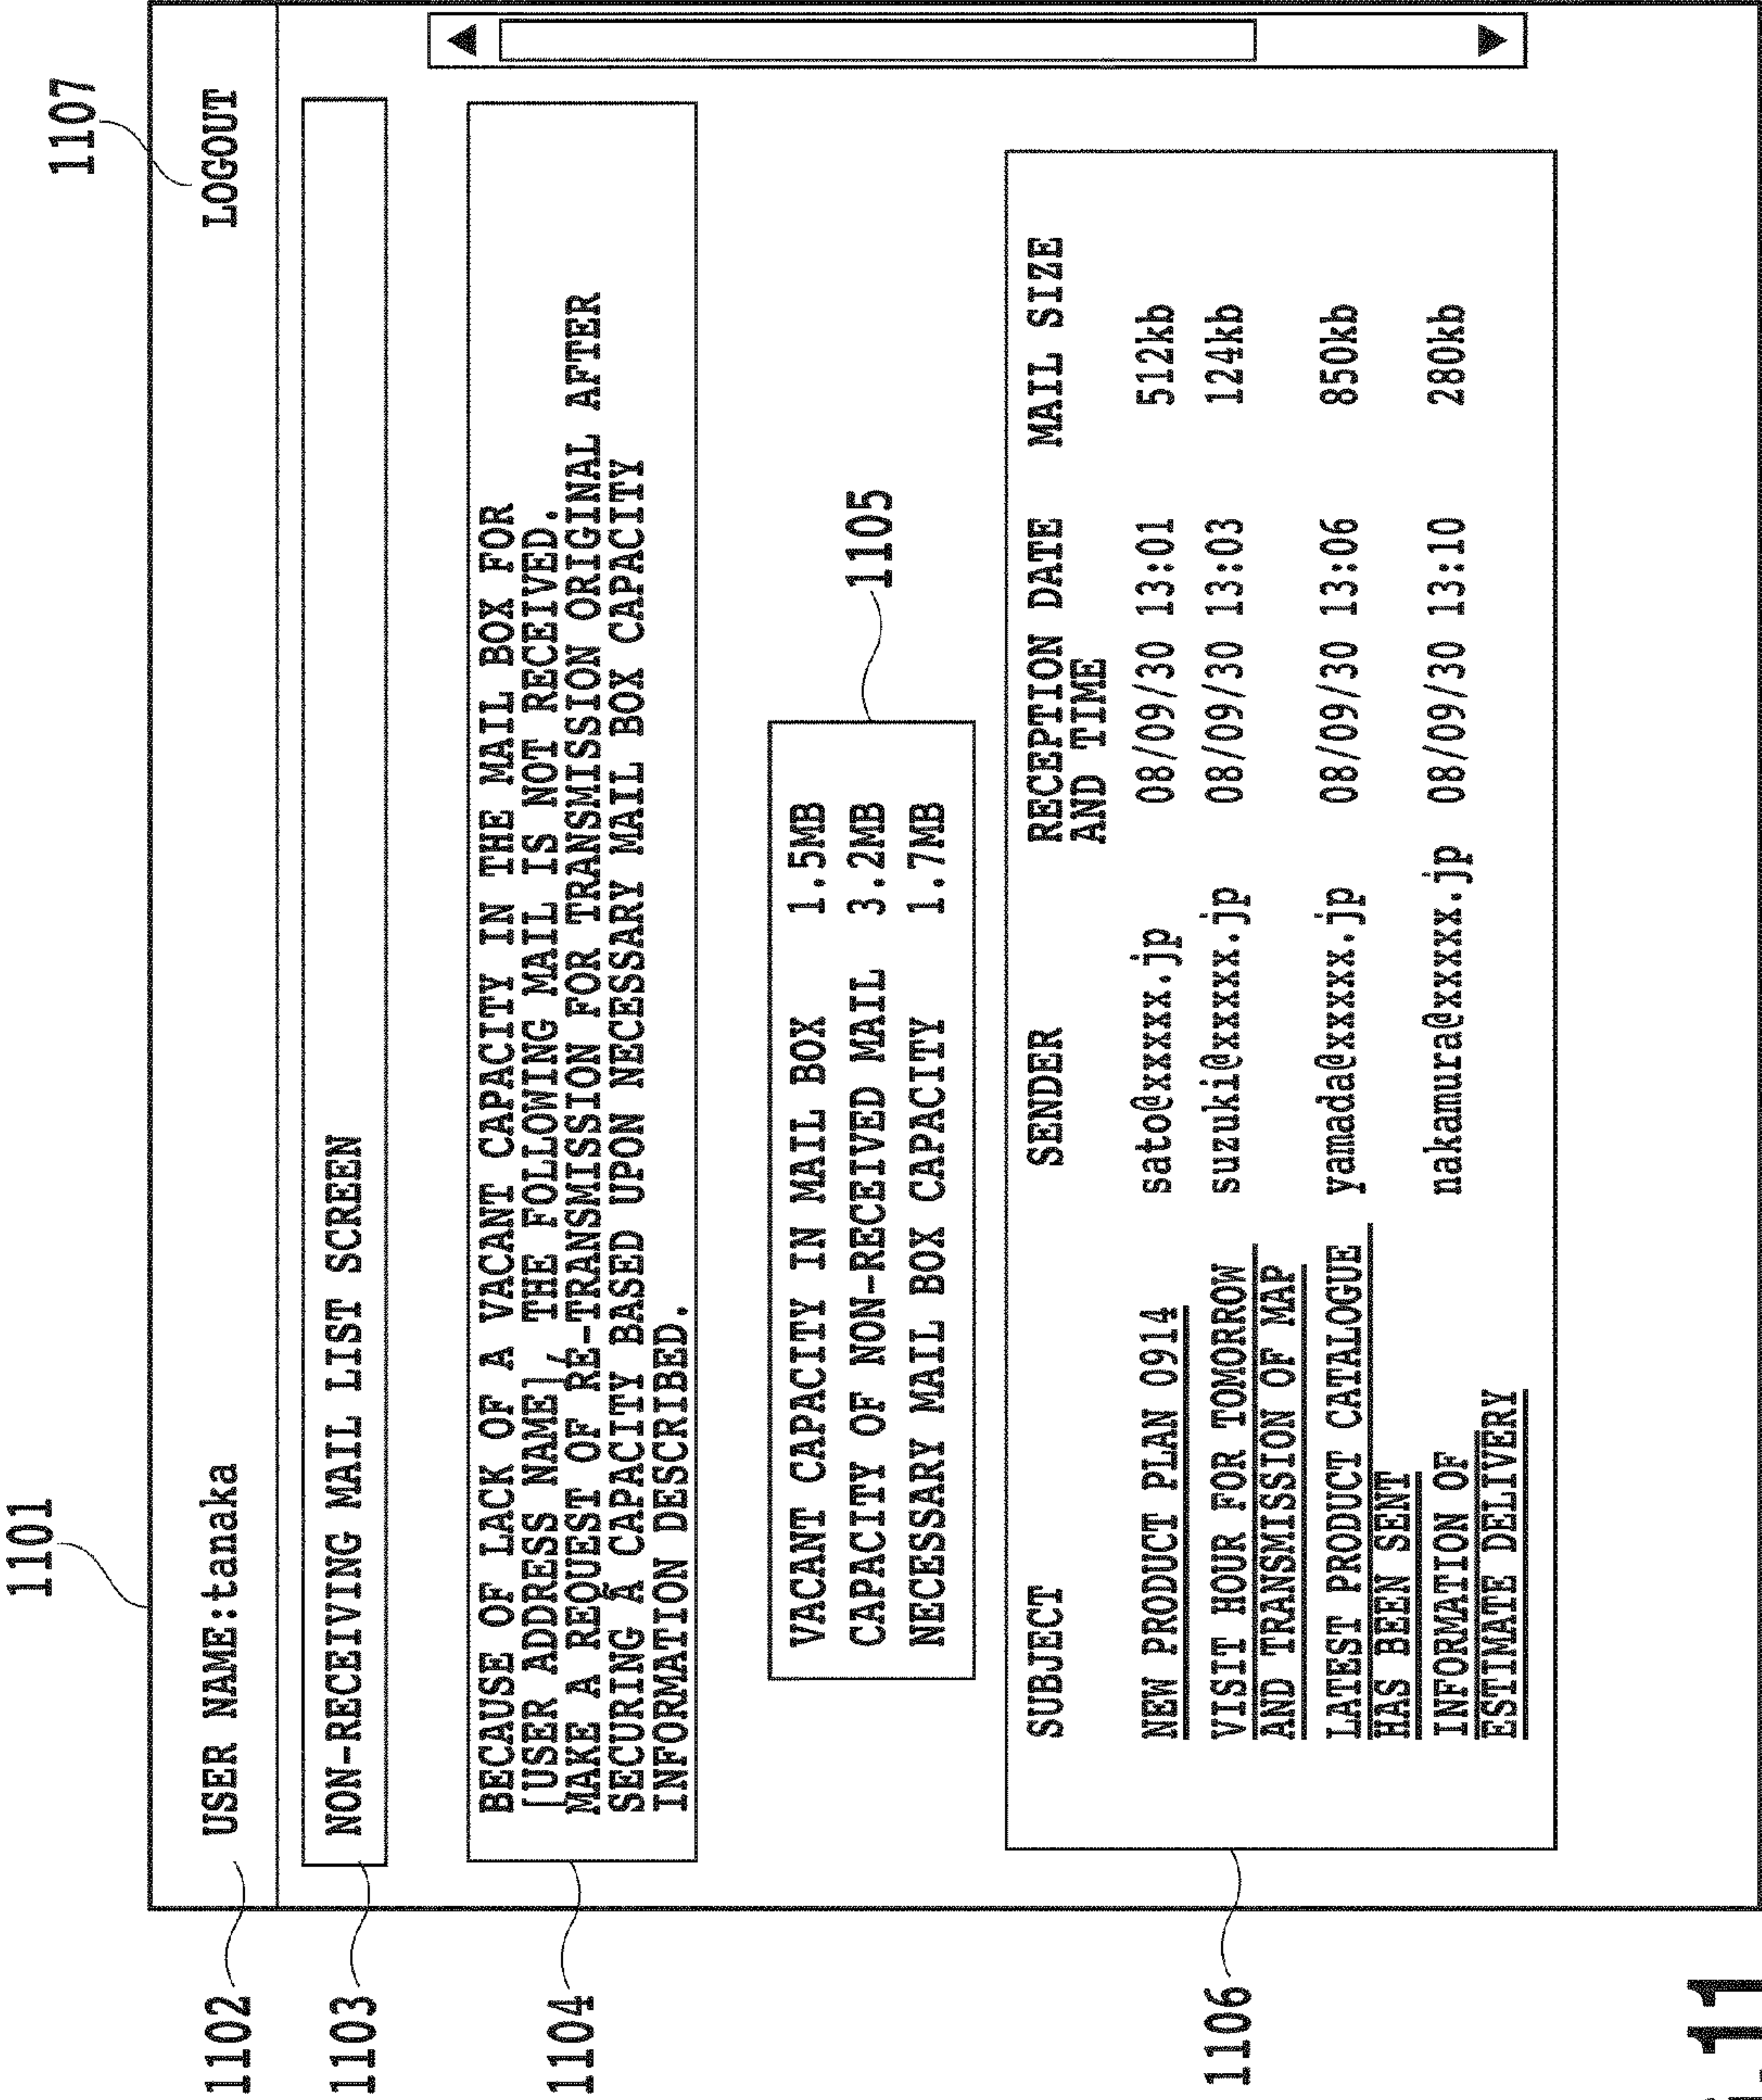 1101
1107
1102
USER NAME:tanaka
LOGOUT
1103
NON-RECEIVING MAIL LIST SCREEN
1104
BECAUSE OF LACK OF A VACANT CAPACITY IN THE MAIL BOX FOR
[USER ADDRESS NAME], THE FOLLOWING MAIL IS NOT RECEIVED.
MAKE A REQUEST OF RE-TRANSMISSION FOR TRANSMISSION ORIGINAL AFTER
SECURING A CAPACITY BASED UPON NECESSARY MAIL BOX CAPACITY
INFORMATION DESCRIBED.
VACANT CAPACITY IN MAIL BOX 1.5MB
CAPACITY OF NON-RECEIVED MAIL 3.2MB
1105
NECESSARY MAIL BOX CAPACITY 1.7MB
1106
SUBJECT SENDER RECEPTION DATE MAIL SIZE
AND TIME
NEW PRODUCT PLAN 0914 sato@xxxxx.jp 08/09/30 13:01 512kb
VISIT HOUR FOR TOMORROW suzuki@xxxxx.jp 08/09/30 13:03 124kb
AND TRANSMISSION OF MAP
LATEST PRODUCT CATALOGUE yamada@xxxxx.jp 08/09/30 13:06 850kb
HAS BEEN SENT
INFORMATION OF nakamura@xxxxx.jp 08/09/30 13:10 280kb
ESTIMATE DELIVERY
11